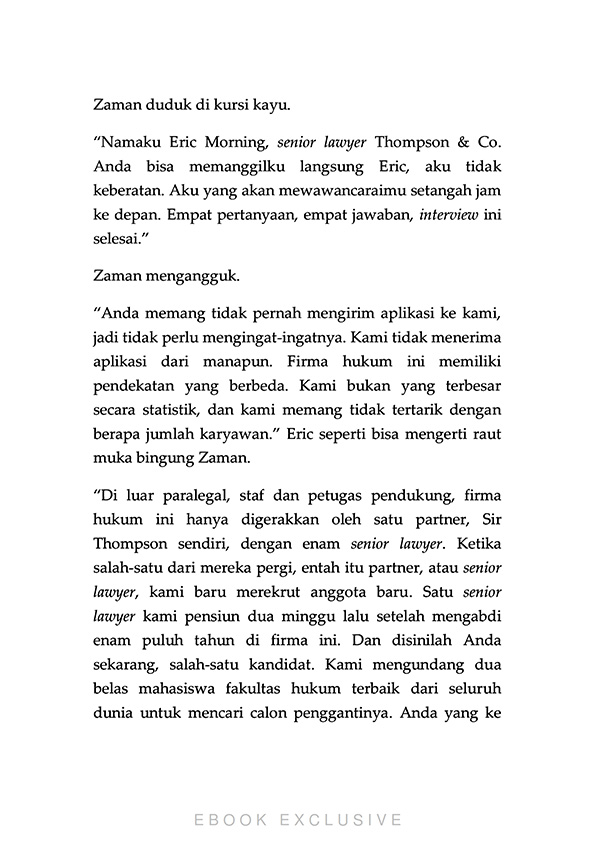 Zaman duduk di kursi kayu.
“Namaku Eric Morning, senior lawyer Thompson & Co.
Anda bisa memanggilku langsung Eric, aku tidak
keberatan. Aku yang akan mewawancaraimu setangah jam
ke depan. Empat pertanyaan, empat jawaban, interview ini
selesai.”
Zaman mengangguk.
“Anda memang tidak pernah mengirim aplikasi ke kami,
jadi tidak perlu mengingat-ingatnya. Kami tidak menerima
aplikasi dari manapun. Firma hukum ini memiliki
pendekatan yang berbeda. Kami bukan yang terbesar
secara statistik, dan kami memang tidak tertarik dengan
berapa jumlah karyawan.” Eric seperti bisa mengerti raut
muka bingung Zaman.
“Di luar paralegal, staf dan petugas pendukung, firma
hukum ini hanya digerakkan oleh satu partner, Sir
Thompson sendiri, dengan enam senior lawyer. Ketika
salah-satu dari mereka pergi, entah itu partner, atau senior
lawyer, kami baru merekrut anggota baru. Satu senior
lawyer kami pensiun dua minggu lalu setelah mengabdi
enam puluh tahun di firma ini. Dan disinilah Anda
sekarang, salah-satu kandidat. Kami mengundang dua
belas mahasiswa fakultas hukum terbaik dari seluruh
dunia untuk mencari calon penggantinya. Anda yang ke
EBOOK EXCLUSIVE